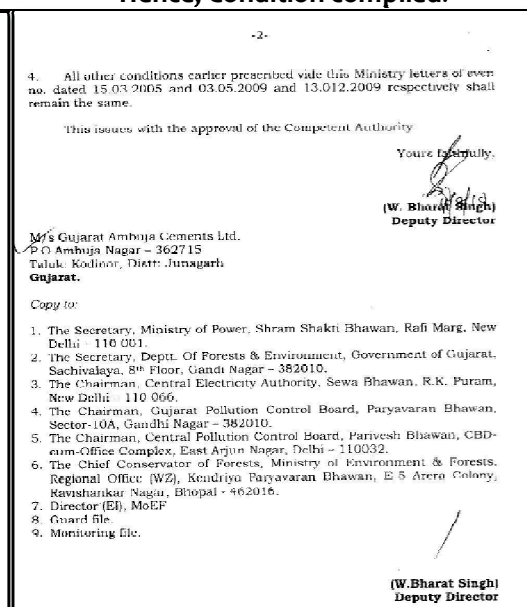 Hence, Condition complied.
-2-
4. All other conditions earlier prescribed vide this Ministry letters of even
no. dated 15.03.2005 and 03.05.2009 and 13.012.2009 respectively shall
remain the same.
This issues with the approval of the Competent Authority
Yours faithfully,
(W. Bharat Singh)
Deputy Director
M/s Gujarat Ambuja Cements Ltd.
P.O Ambuja Nagar – 362715
Taluk: Kodinor, Distt: Junagarh
Gujarat.
Copy to:
1. The Secretary, Ministry of Power, Shram Shakti Bhawan, Rafi Marg, New
Delhi - 110 001.
2. The Secretary, Deptt. Of Forests & Environment, Government of Gujarat,
Sachivalaya, 8th Floor, Gandi Nagar – 382010.
3. The Chairman, Central Electricity Authority, Sewa Bhawan, R.K. Puram,
New Delhi - 110 066.
4. The Chairman, Gujarat Pollution Control Board, Paryavaran Bhawan,
Sector-10A, Gandhi Nagar – 382010.
5. The Chairman, Central Pollution Control Board, Parivesh Bhawan, CBD-
cum-Office Complex, East Arjun Nagar, Delhi – 110032.
6. The Chief Conservator of Forests, Ministry of Environment & Forests,
Regional Office (WZ), Kendriya Paryavaran Bhawan, E-5 Arera Colony,
Ravishankar Nagar, Bhopal - 462016.
7. Director (EI), MoEF
8. Guard file.
9. Monitoring file.
(W.Bharat Singh)
Deputy Director